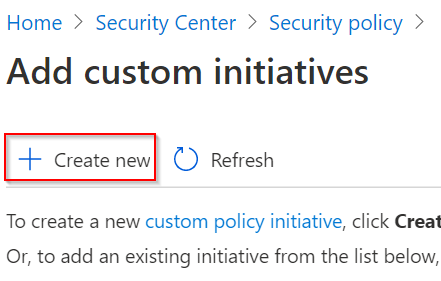 Home > Security Center > Security policy >
Add custom initiatives
+ Create new Refresh
To create a new custom policy initiative, click
Or, to add an existing initiative from the list below,